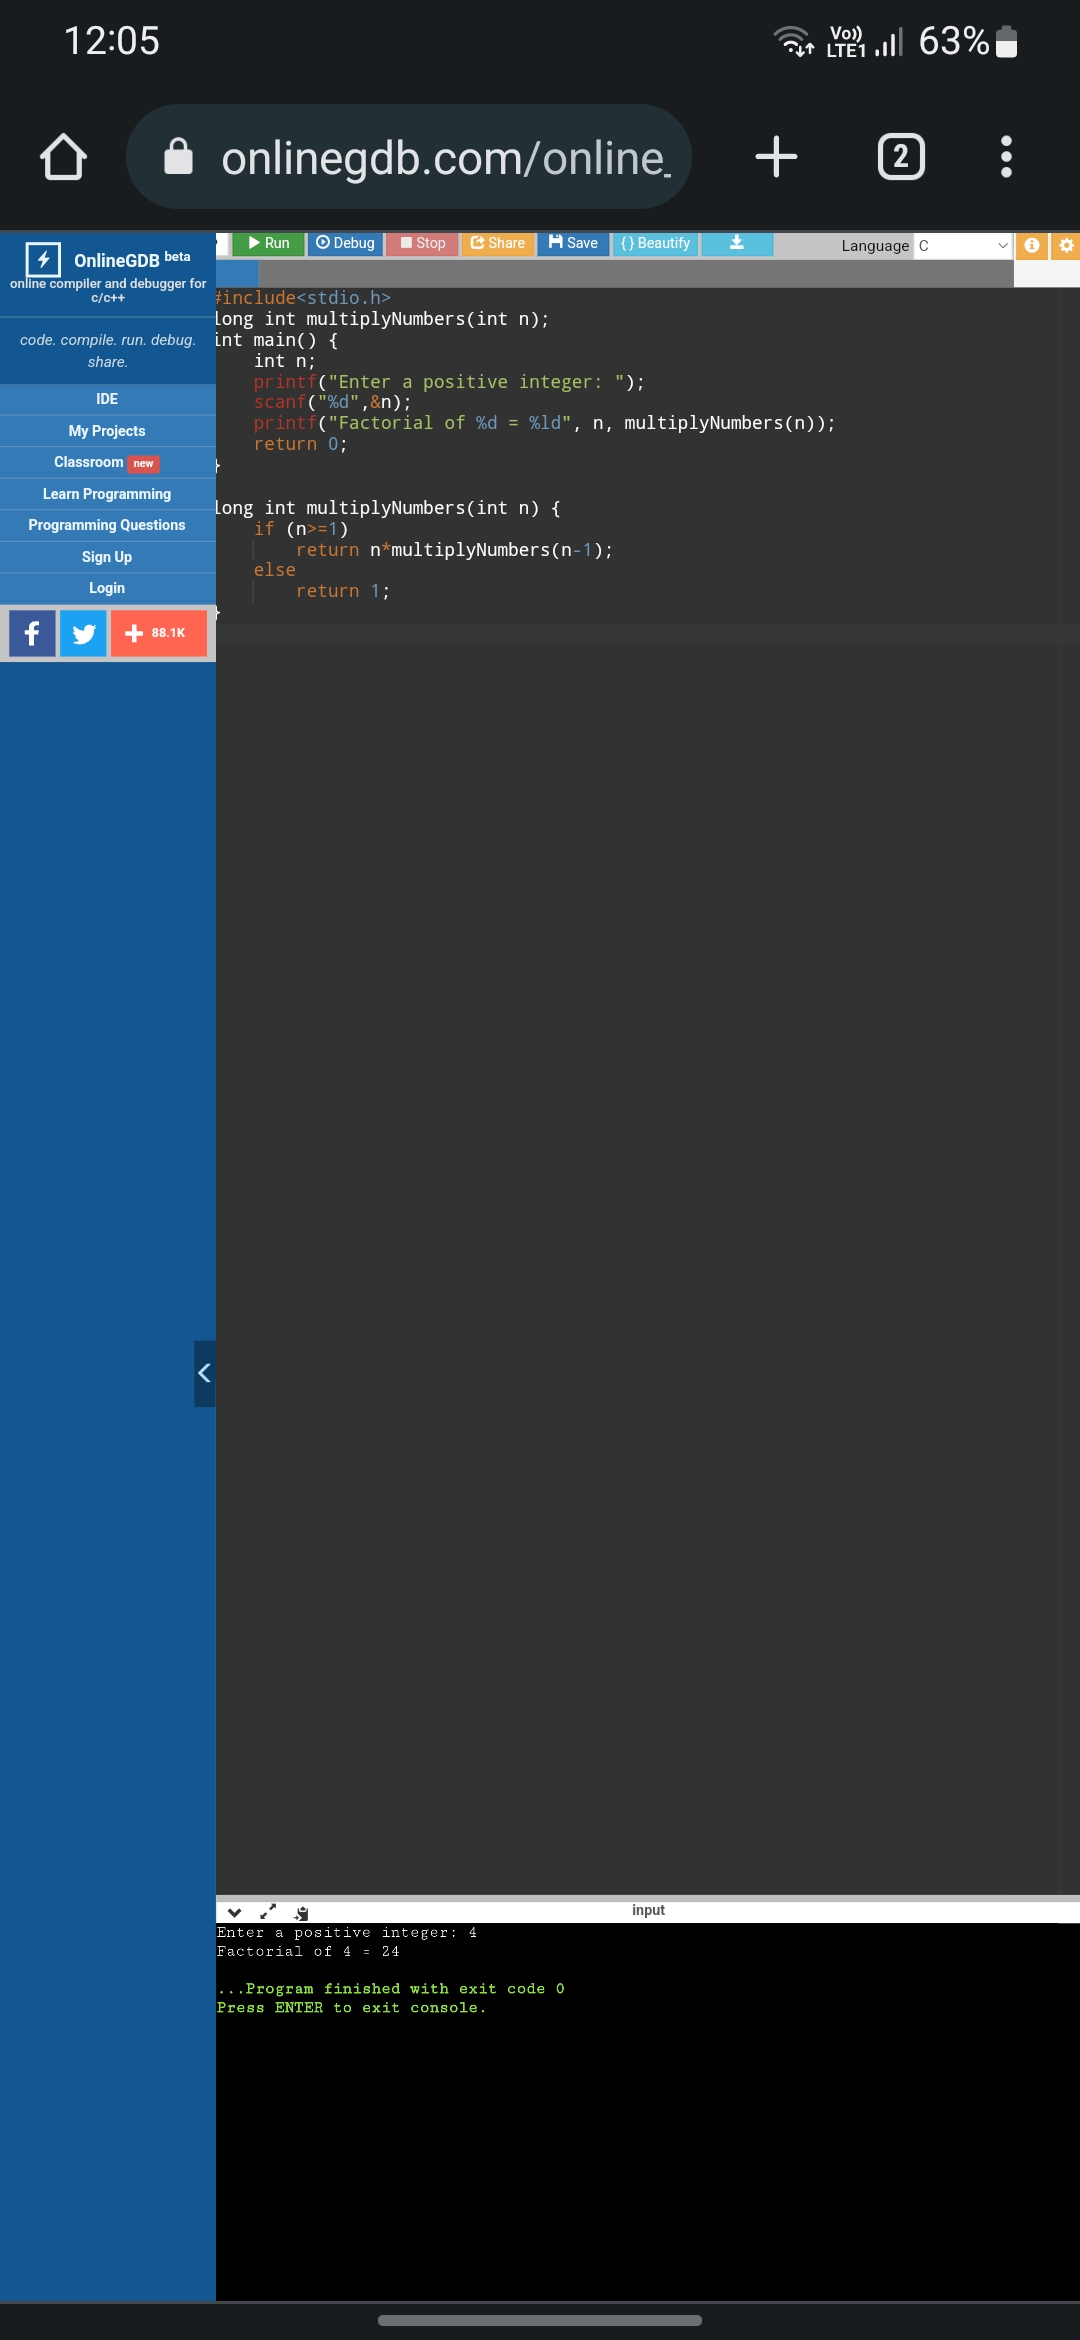 12:05
Vo)) LTE1 63%
onlinegdb.com/online_
2
OnlineGDB beta
online compiler and debugger for c/c++
code. compile. run. debug. share.
IDE
My Projects
Classroom new
Learn Programming
Programming Questions
Sign Up
Login
88.1K
Run Debug Stop Share Save {} Beautify
Language C
#include<stdio.h>
long int multiplyNumbers(int n);
int main() {
    int n;
    printf("Enter a positive integer: ");
    scanf("%d",&n);
    printf("Factorial of %d = %ld", n, multiplyNumbers(n));
    return 0;
}
long int multiplyNumbers(int n) {
    if (n>=1)
        return n*multiplyNumbers(n-1);
    else
        return 1;
}
input
Enter a positive integer: 4
Factorial of 4 = 24
...Program finished with exit code 0
Press ENTER to exit console.